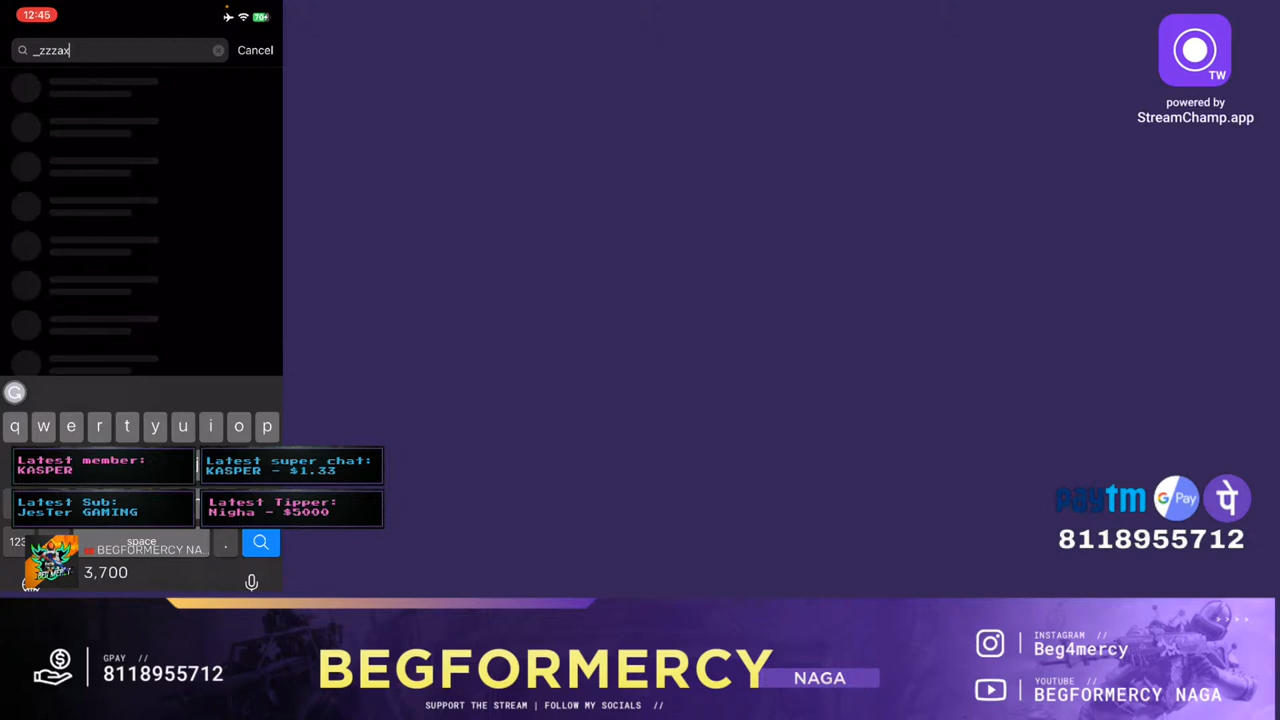 12:45
70+
_zzzax
Cancel
TW
powered by
StreamChamp.app
G
q w e r t y u i o p
Latest member:
KASPER
Latest super chat:
KASPER - $1.33
Latest Sub:
JesTer GAMING
Latest Tipper:
Nigha - $5000
space
.
BEGFORMERCY NA...
3,700
paytm G Pay पे
8118955712
GPAY //
8118955712
BEGFORMERCY
NAGA
SUPPORT THE STREAM | FOLLOW MY SOCIALS //
> > > >
INSTAGRAM //
Beg4mercy
YOUTUBE //
BEGFORMERCY NAGA